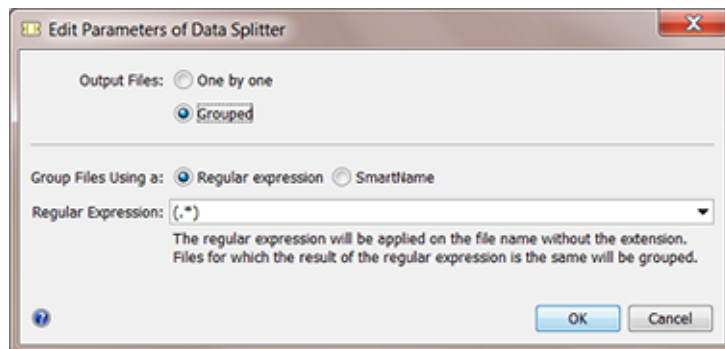 Edit Parameters of Data Splitter
Output Files: One by one
Grouped
Group Files Using a: Regular expression SmartName
Regular Expression: (.*)
The regular expression will be applied on the file name without the extension.
Files for which the result of the regular expression is the same will be grouped.
OK Cancel